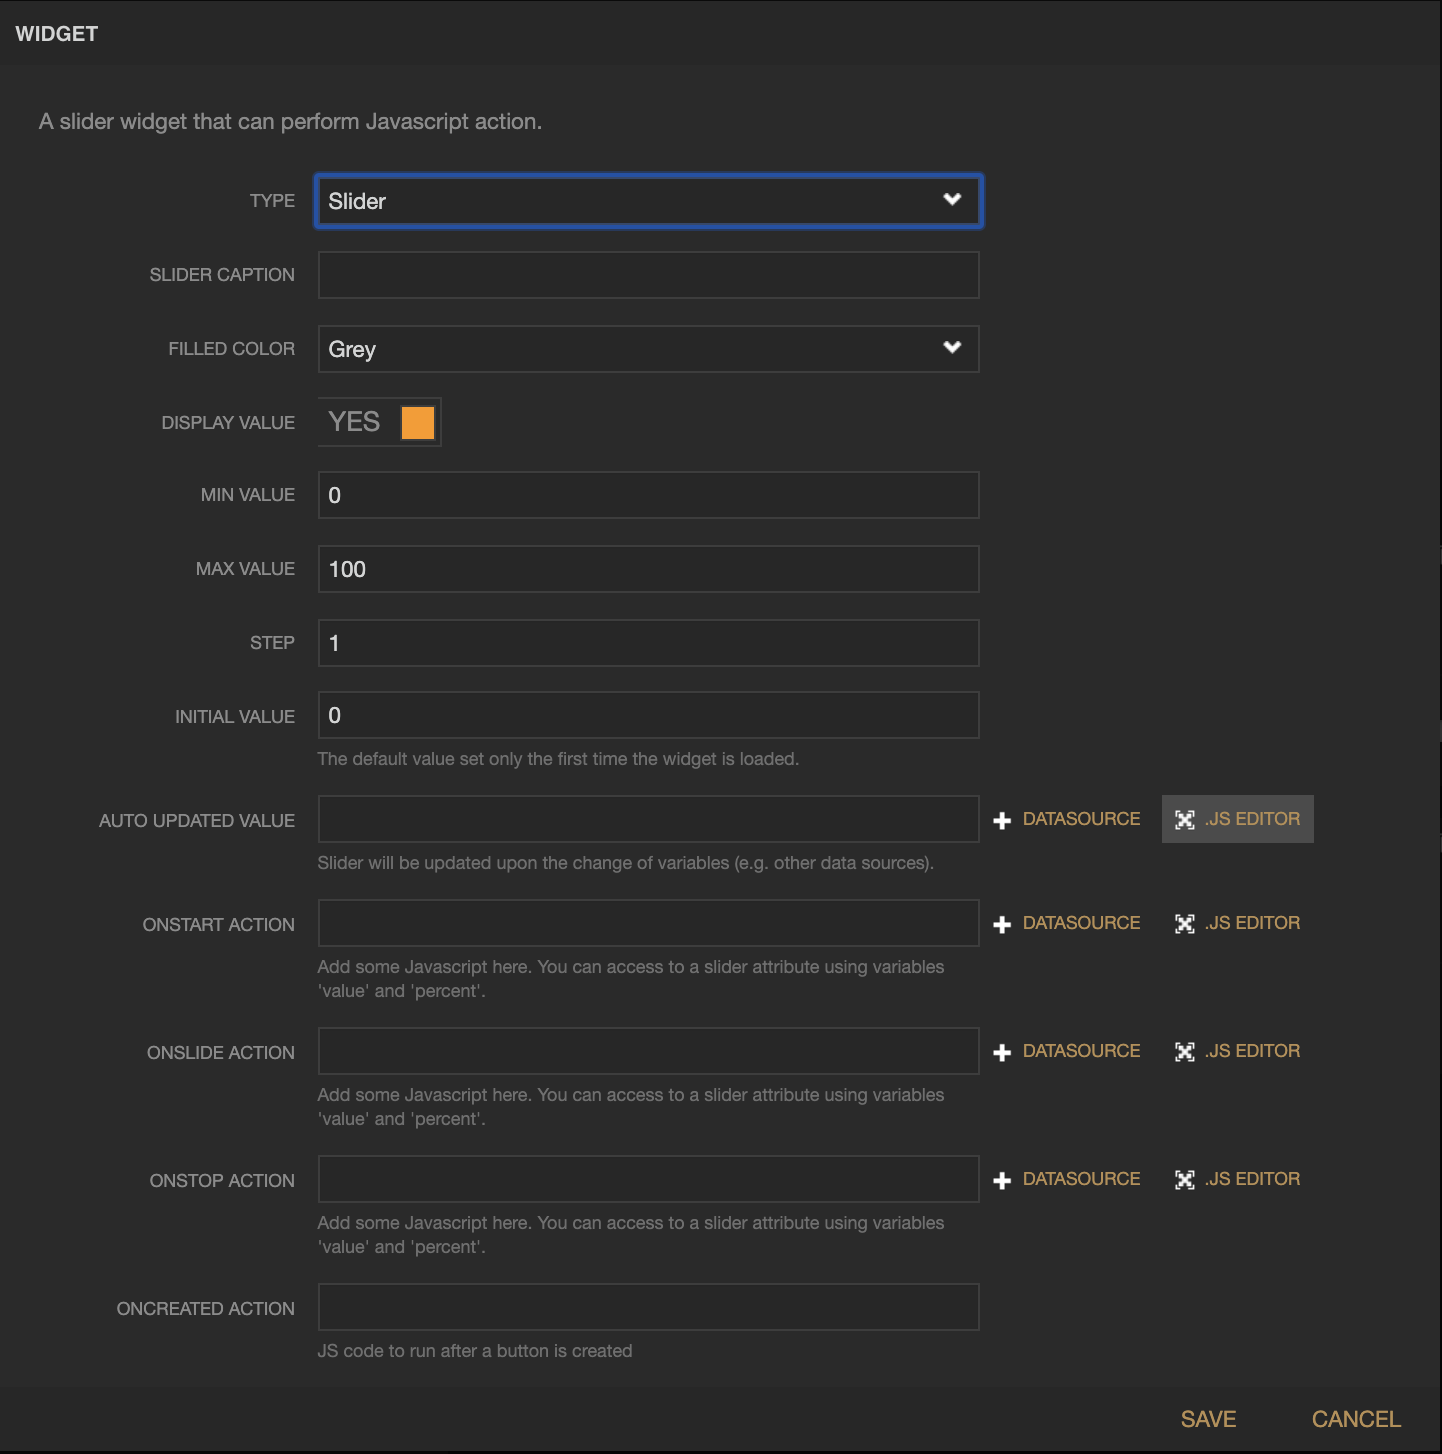 WIDGET
A slider widget that can perform Javascript action.
TYPE Slider
SLIDER CAPTION
FILLED COLOR Grey
DISPLAY VALUE YES
MIN VALUE 0
MAX VALUE 100
STEP 1
INITIAL VALUE 0
The default value set only the first time the widget is loaded.
AUTO UPDATED VALUE DATASOURCE .JS EDITOR
Slider will be updated upon the change of variables (e.g. other data sources).
ONSTART ACTION DATASOURCE .JS EDITOR
Add some Javascript here. You can access to a slider attribute using variables
'value' and 'percent'.
ONSLIDE ACTION DATASOURCE .JS EDITOR
Add some Javascript here. You can access to a slider attribute using variables
'value' and 'percent'.
ONSTOP ACTION DATASOURCE .JS EDITOR
Add some Javascript here. You can access to a slider attribute using variables
'value' and 'percent'.
ONCREATED ACTION
JS code to run after a button is created
SAVE CANCEL